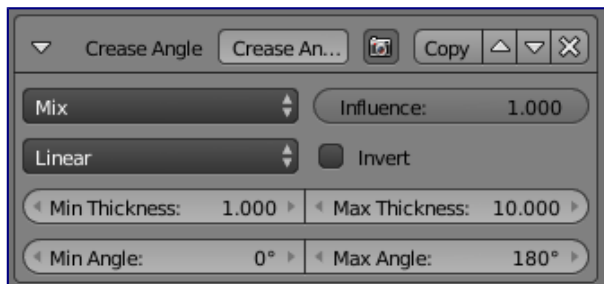 Crease Angle Crease An... Copy
Mix Influence: 1.000
Linear Invert
Min Thickness: 1.000 Max Thickness: 10.000
Min Angle: 0° Max Angle: 180°